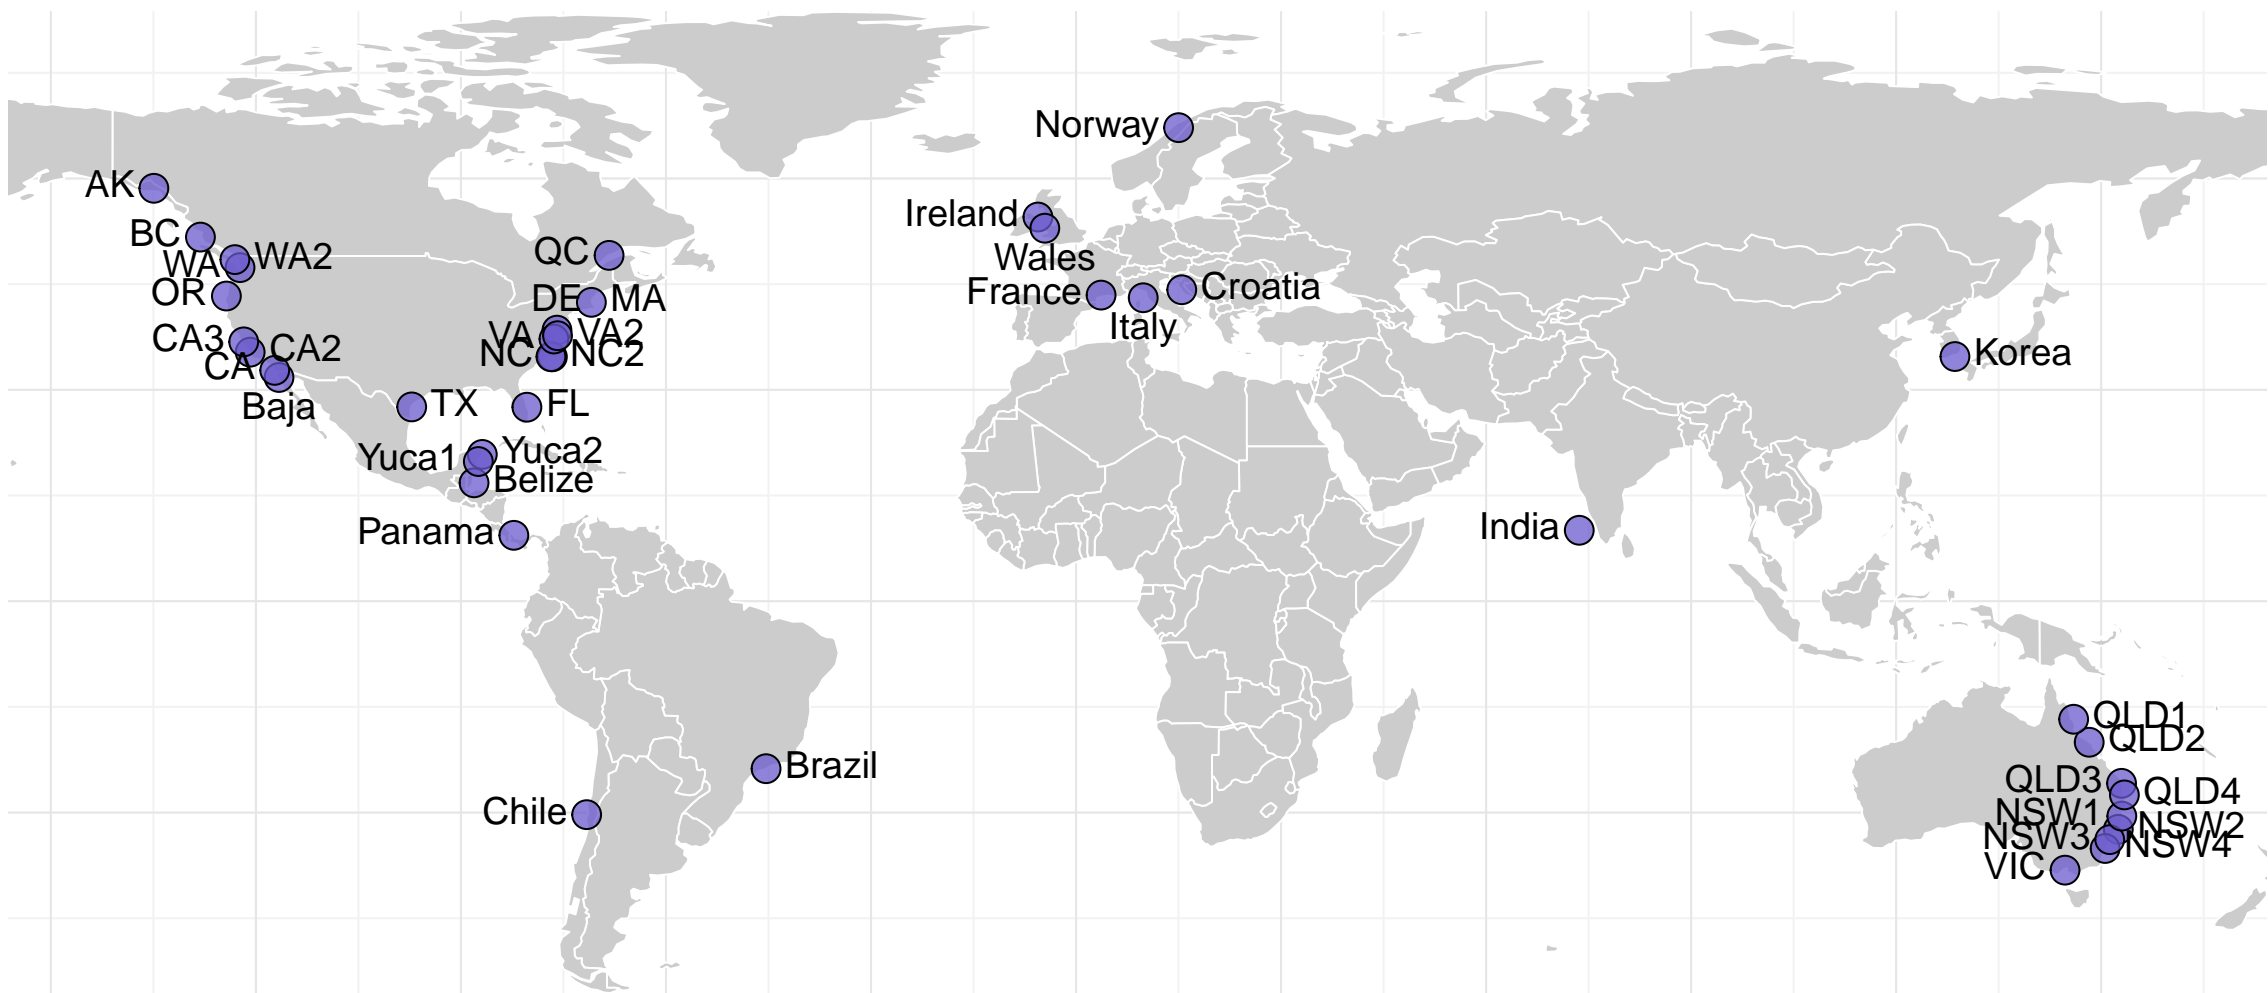 Norway
AK
Ireland
BC
WA2
WA
QC
Wales
OR
DE
MA
France
Croatia
Italy
CA3
CA2
CA
VA
VA2
NC
NC2
Korea
Baja
TX
FL
Yuca1
Yuca2
Belize
Panama
India
QLD1
QLD2
Brazil
QLD3
QLD4
Chile
NSW1
NSW2
NSW3
NSW4
VIC